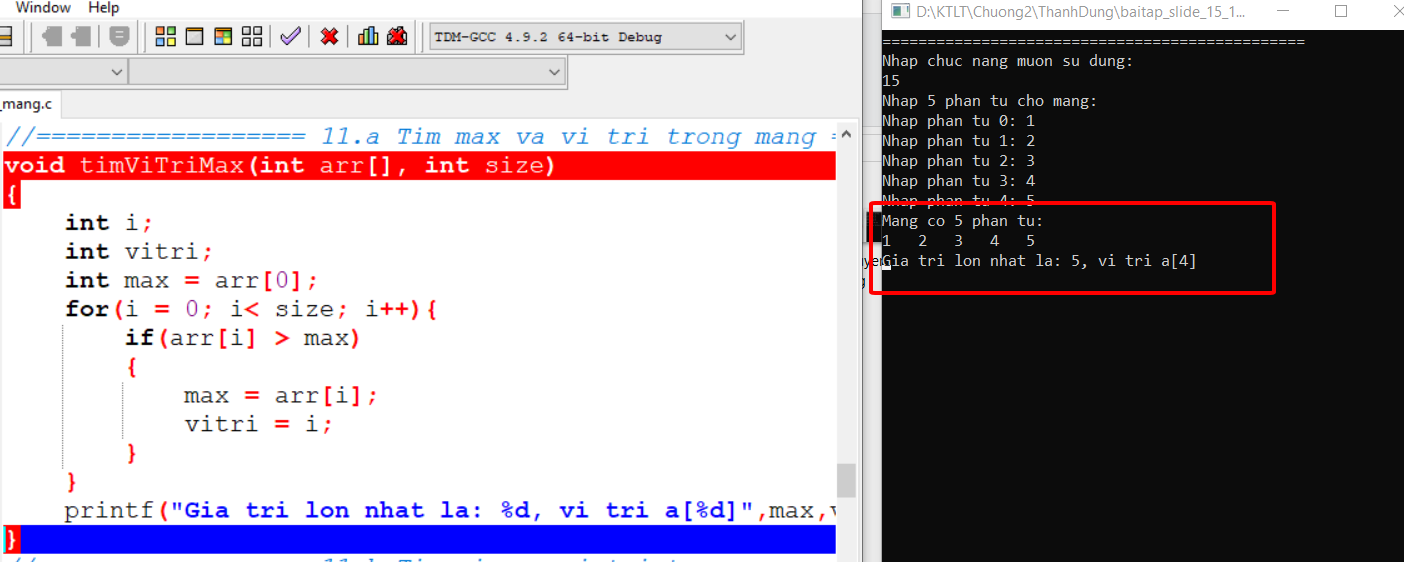 Window Help
TDM-GCC 4.9.2 64-bit Debug
_mang.c
//================== 11.a Tim max va vi tri trong mang =
void timViTriMax(int arr[], int size)
{
int i;
int vitri;
int max = arr[0];
for(i = 0; i< size; i++){
if(arr[i] > max)
{
max = arr[i];
vitri = i;
}
}
printf("Gia tri lon nhat la: %d, vi tri a[%d]",max,v
}
D:\KTLT\Chuong2\ThanhDung\baitap_slide_15_1...
===============================================
Nhap chuc nang muon su dung:
15
Nhap 5 phan tu cho mang:
Nhap phan tu 0: 1
Nhap phan tu 1: 2
Nhap phan tu 2: 3
Nhap phan tu 3: 4
Nhap phan tu 4: 5
Mang co 5 phan tu:
1 2 3 4 5
Gia tri lon nhat la: 5, vi tri a[4]